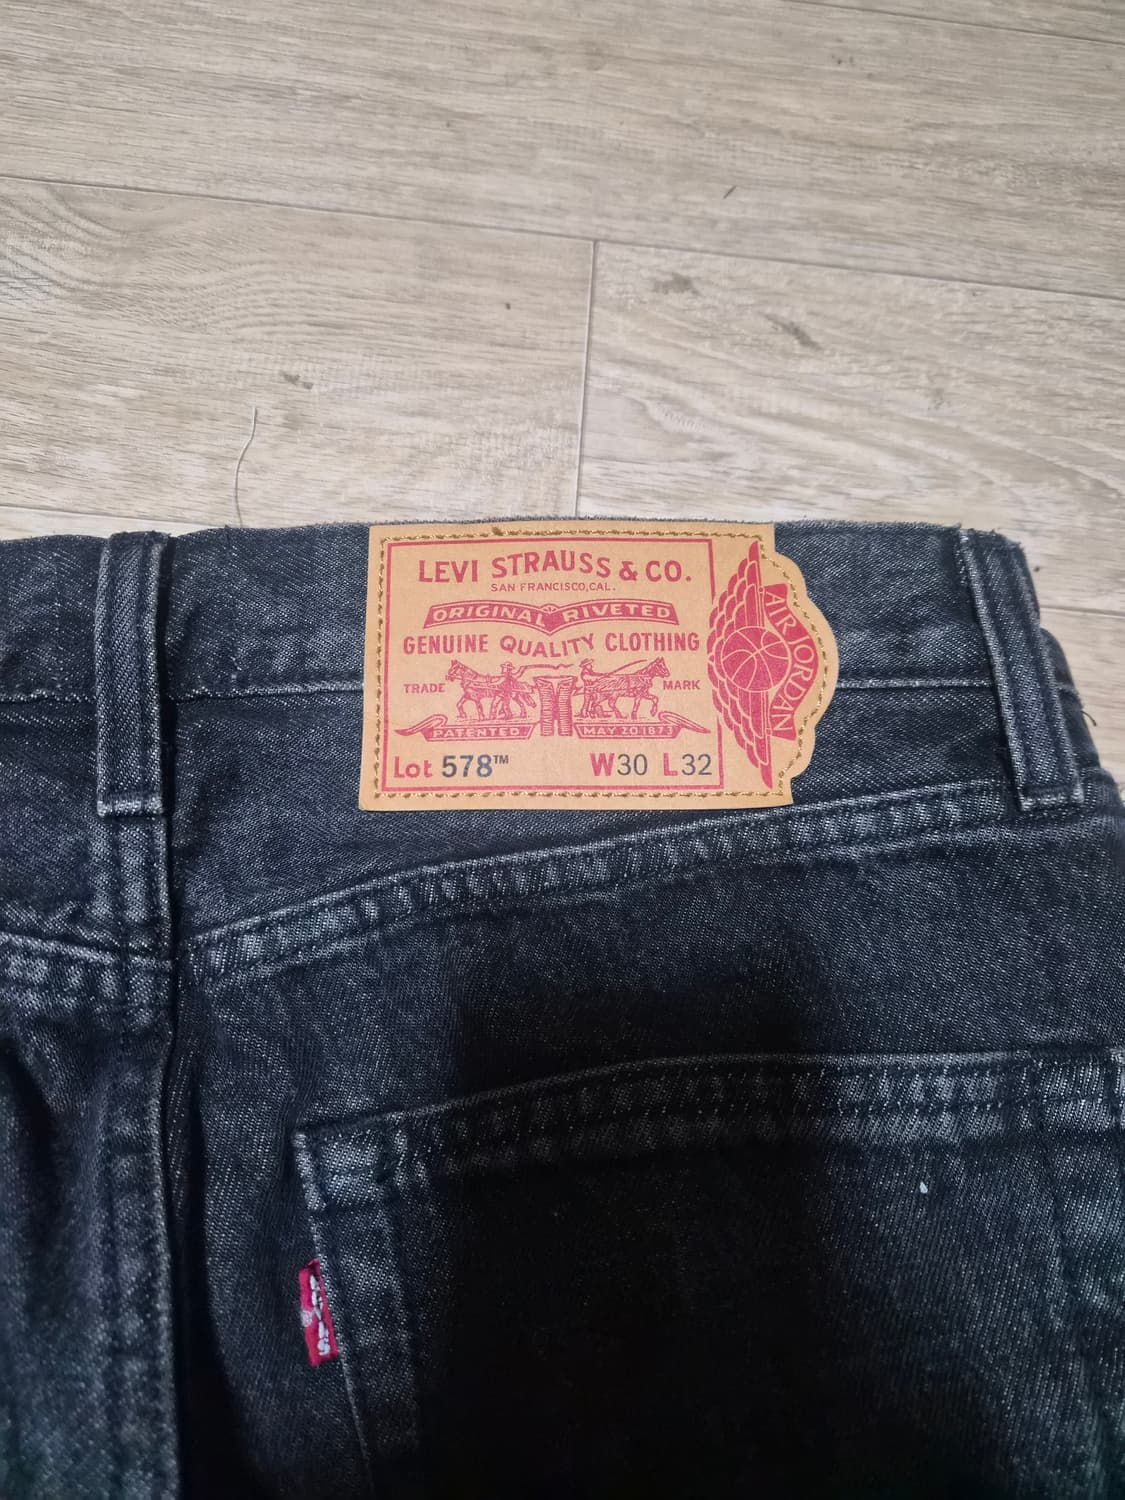 LEVI STRAUSS & CO.
SAN FRANCISCO, CAL.
ORIGINAL RIVETED
GENUINE QUALITY CLOTHING
TRADE MARK
PATENTED MAY 20 1873
Lot 578™ W30 L32
AIR JORDAN
LEVI'S